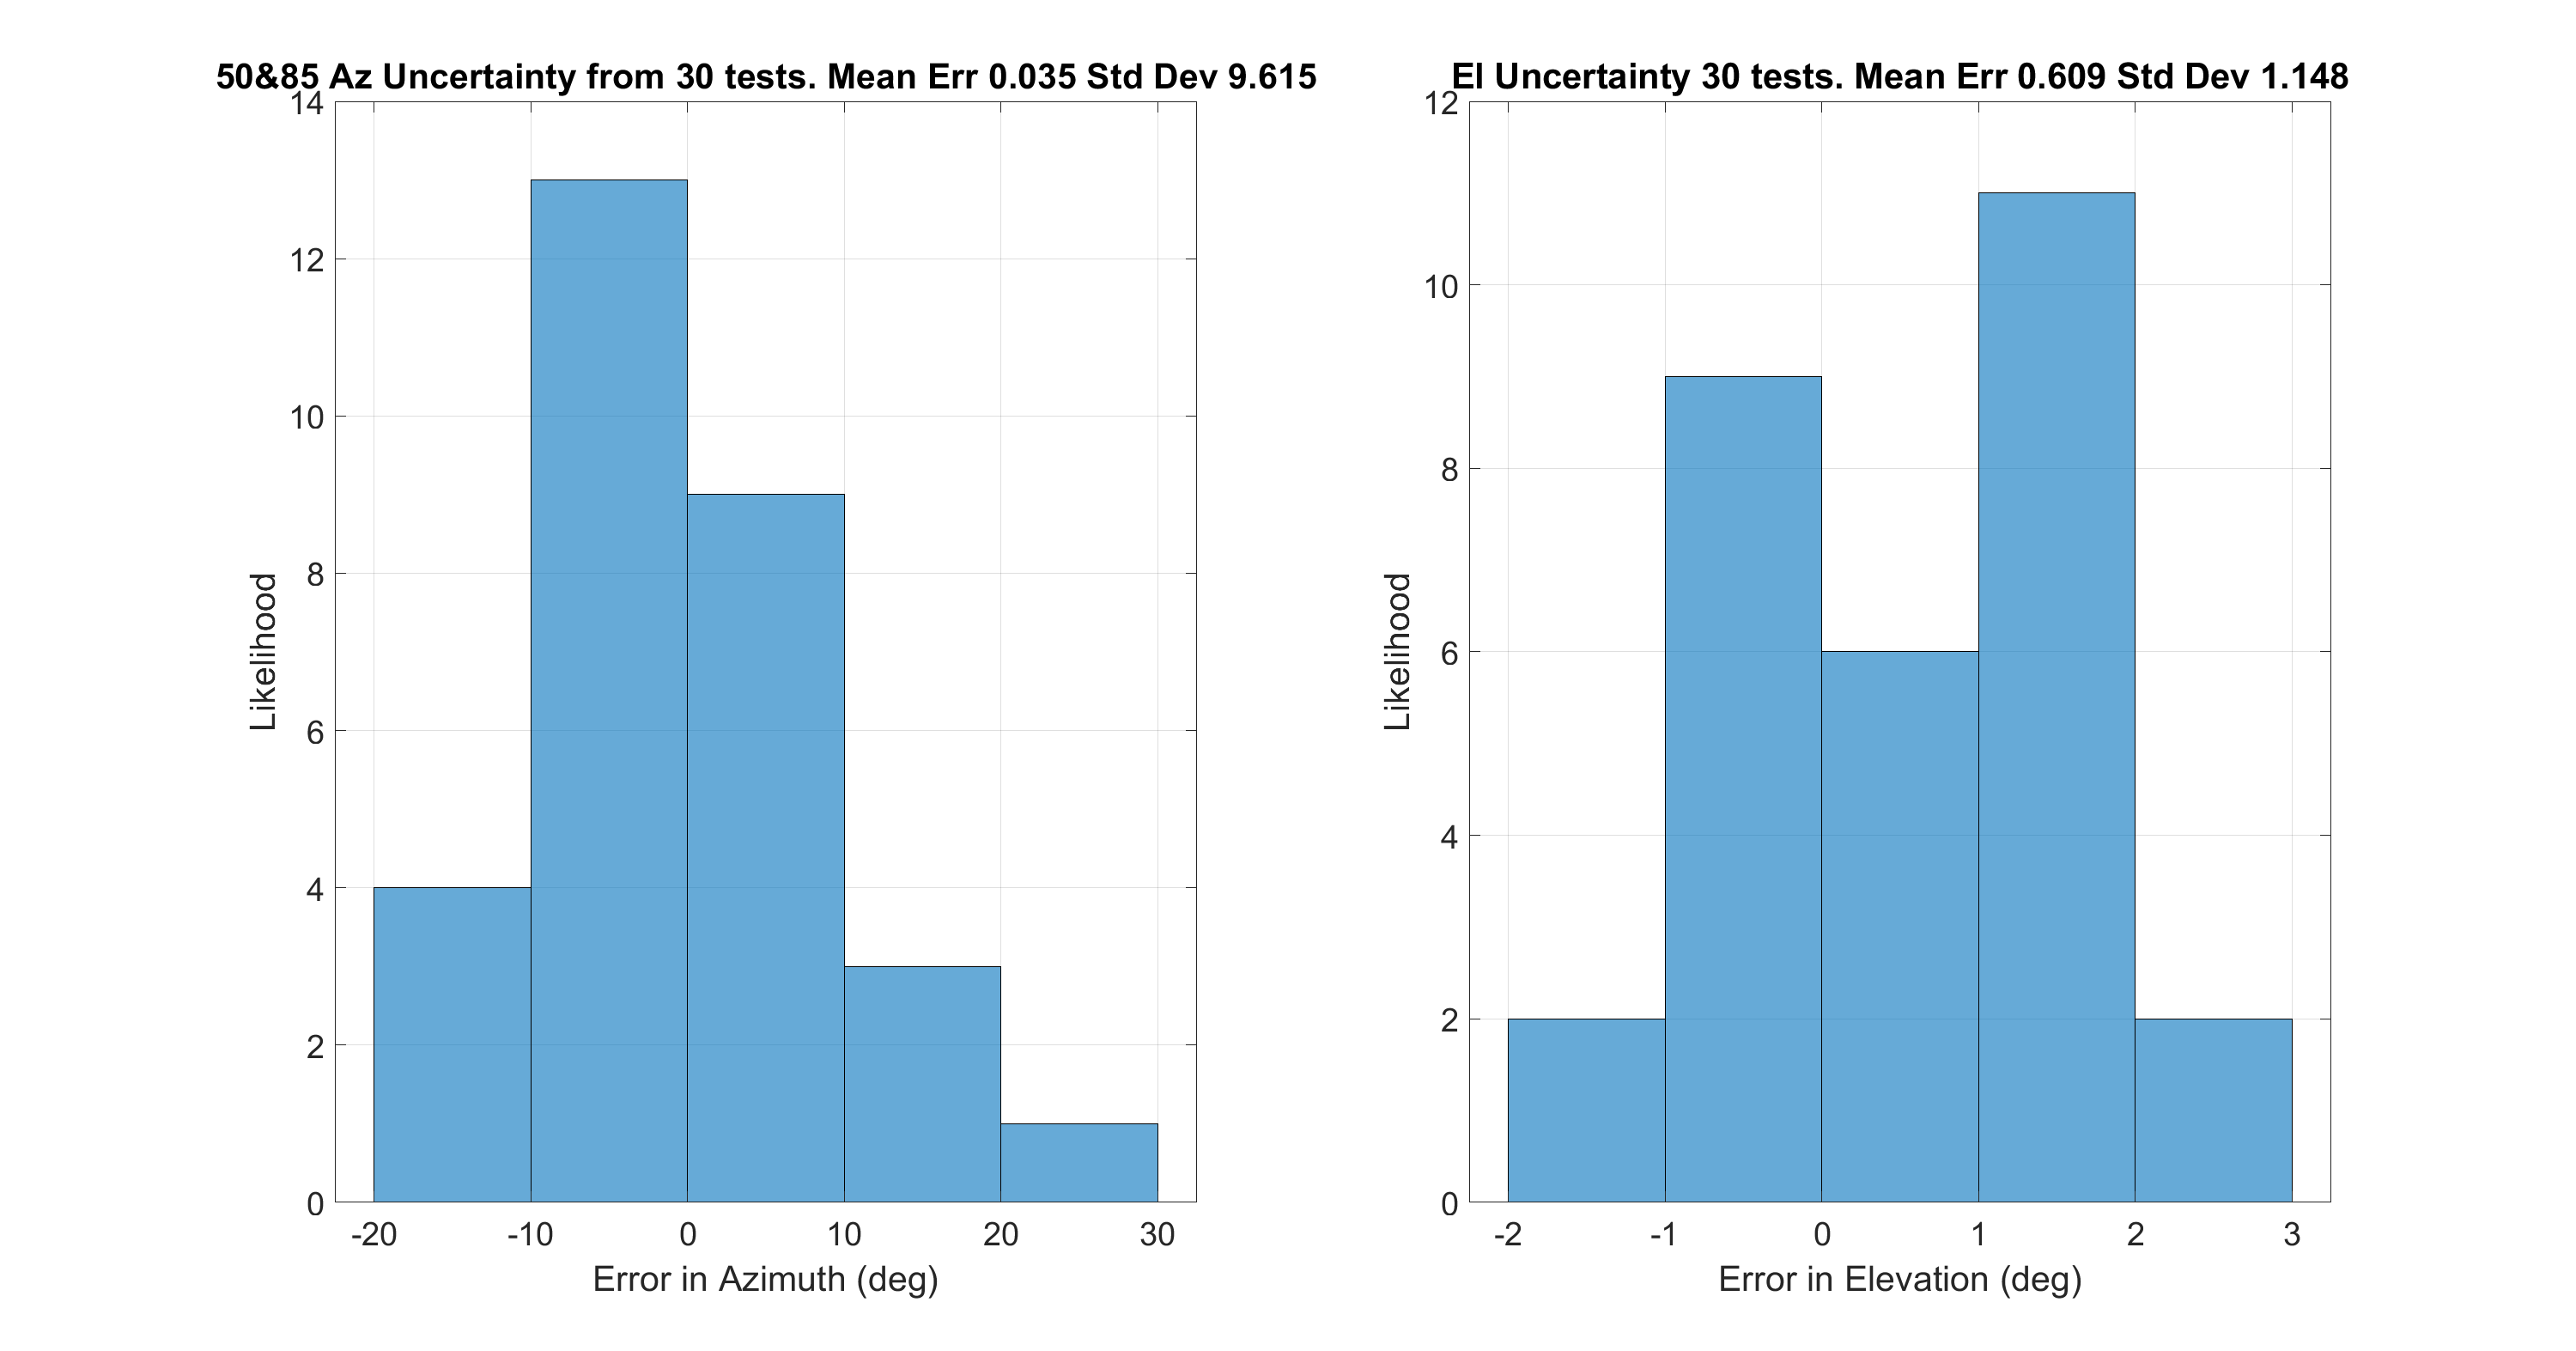 50&85 Az Uncertainty from 30 tests. Mean Err 0.035 Std Dev 9.615
14
12
10
8
6
4
2
0
Likelihood
-20 -10 0 10 20 30
Error in Azimuth (deg)
El Uncertainty 30 tests. Mean Err 0.609 Std Dev 1.148
12
10
8
6
4
2
0
Likelihood
-2 -1 0 1 2 3
Error in Elevation (deg)